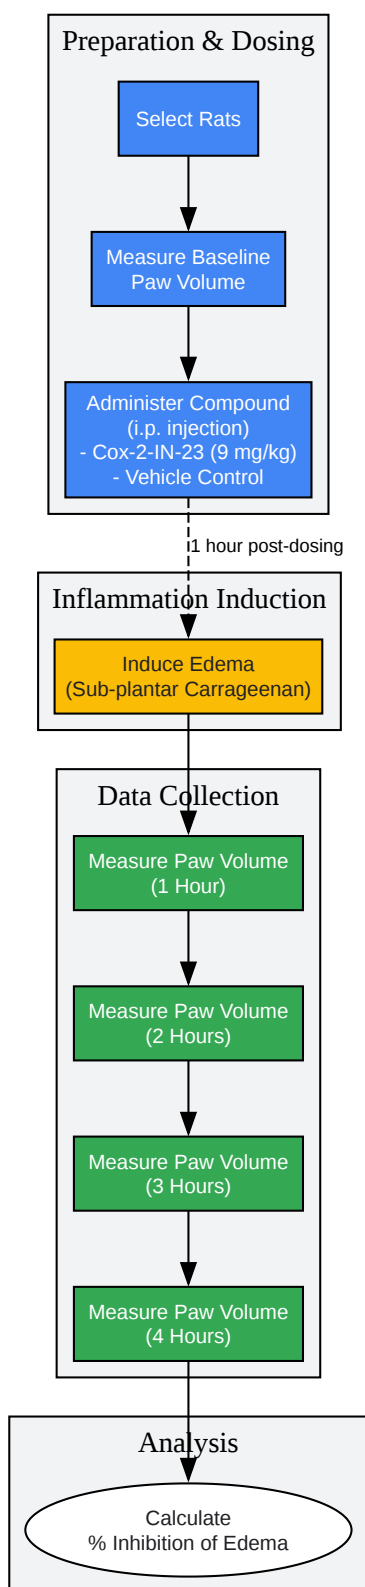 Preparation & Dosing
Select Rats
Measure Baseline
Paw Volume
Administer Compound
(i.p. injection)
- Cox-2-IN-23 (9 mg/kg)
- Vehicle Control
1 hour post-dosing
Inflammation Induction
Induce Edema
(Sub-plantar Carrageenan)
Data Collection
Measure Paw Volume
(1 Hour)
Measure Paw Volume
(2 Hours)
Measure Paw Volume
(3 Hours)
Measure Paw Volume
(4 Hours)
Analysis
Calculate
% Inhibition of Edema